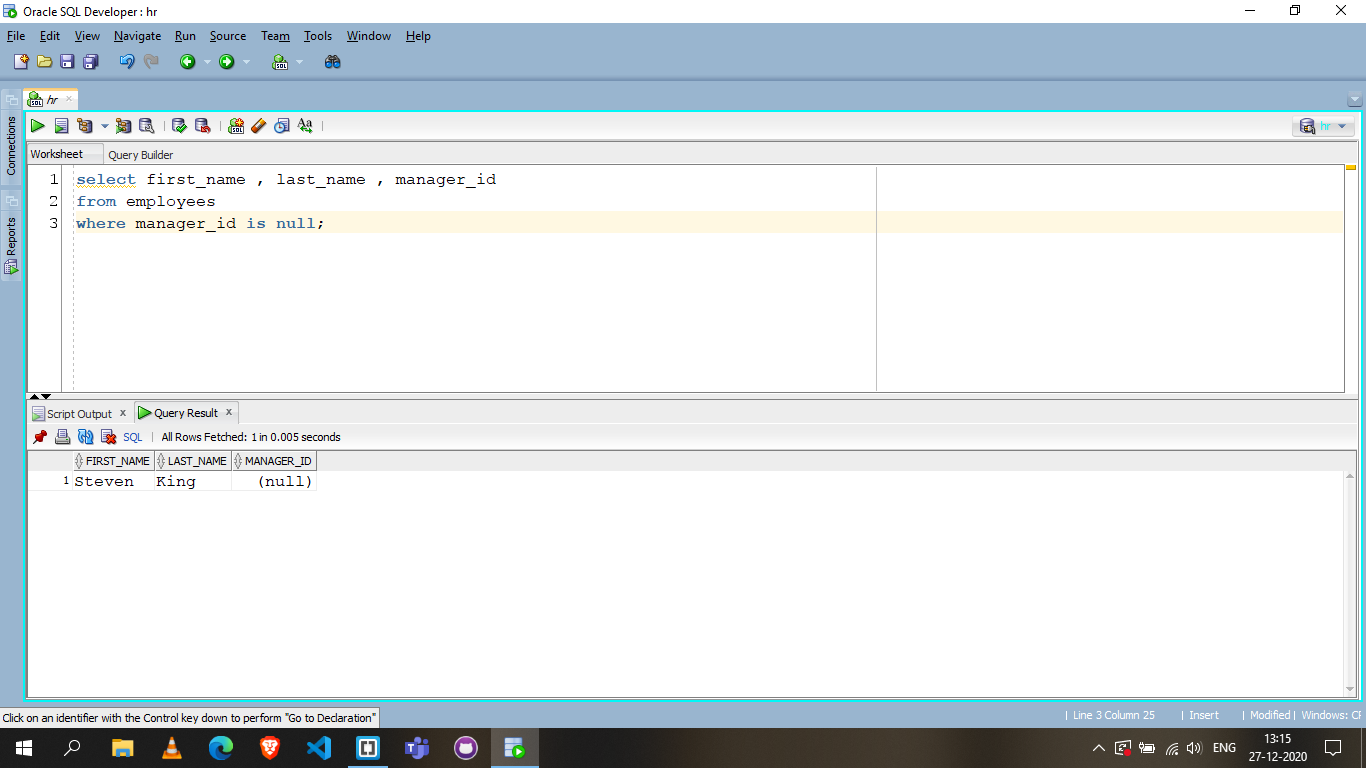 Oracle SQL Developer : hr
File Edit View Navigate Run Source Team Tools Window Help
hr
Connections
Reports
hr
Worksheet Query Builder
1 select first_name , last_name , manager_id
2 from employees
3 where manager_id is null;
Script Output x Query Result x
SQL | All Rows Fetched: 1 in 0.005 seconds
FIRST_NAME LAST_NAME MANAGER_ID
1 Steven King (null)
Click on an identifier with the Control key down to perform "Go to Declaration"
| Line 3 Column 25 | Insert | Modified | Windows: CF
ENG
13:15
27-12-2020